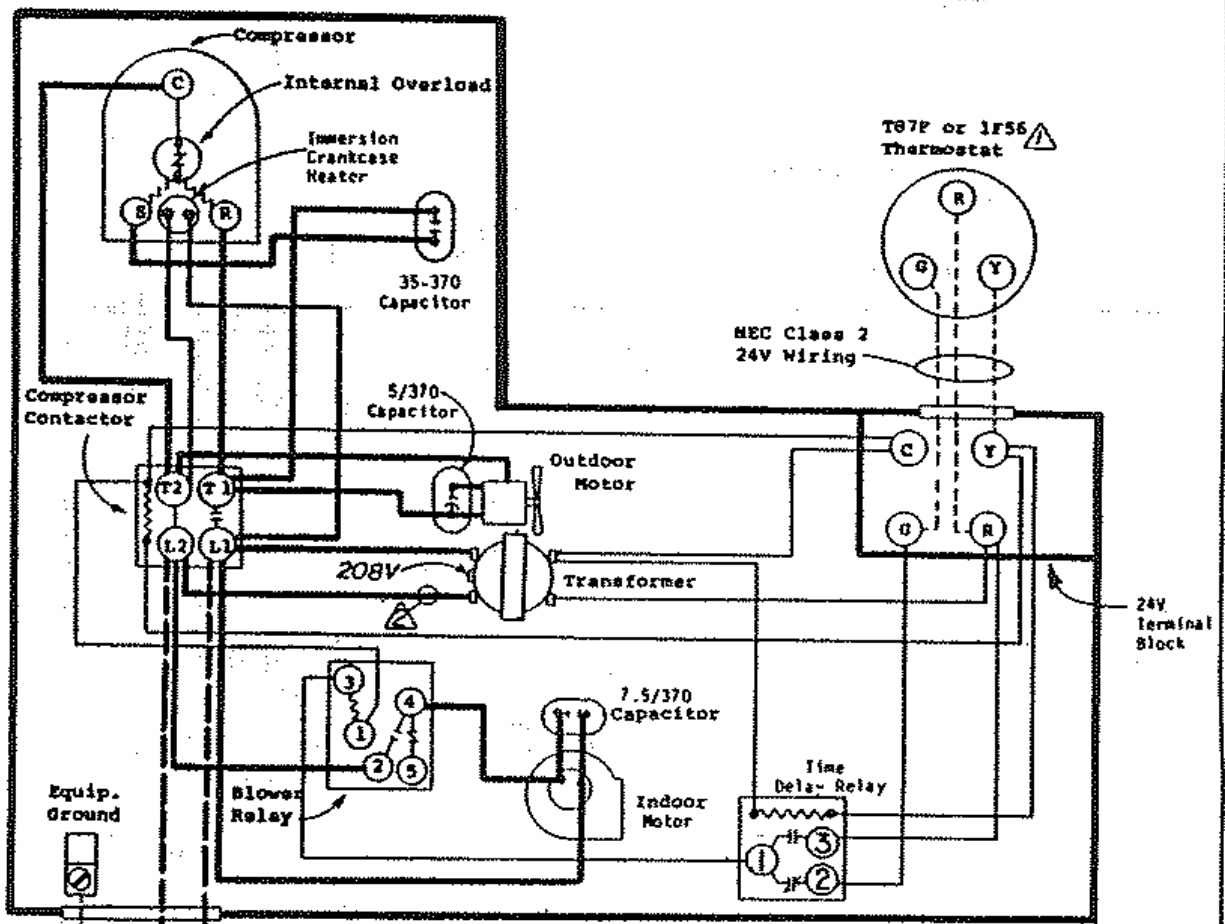 Compressor
C
Internal Overload
Immersion
Crankcase
Heater
S
R
35-370
Capacitor
T87F or 1F56 1
Thermostat
R
G
Y
NEC Class 2
24V Wiring
5/370
Capacitor
Compressor
Contactor
Outdoor
Motor
C
Y
T2
T1
G
R
L2
L1
208V
Transformer
2
24V
Terminal
Block
3
4
1
2
5
7.5/370
Capacitor
Time
Delay Relay
Equip.
Ground
Blower
Relay
Indoor
Motor
1
3
2